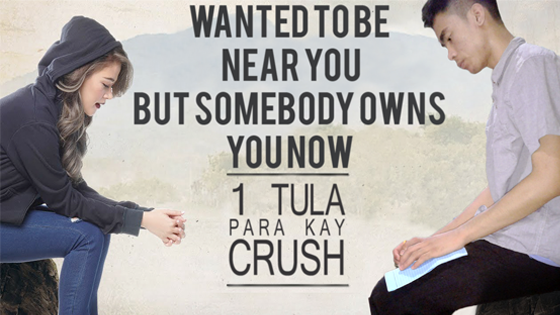 WANTED TO BE
NEAR YOU
BUT SOMEBODY OWNS
YOU NOW
1 TULA
PARA KAY
CRUSH